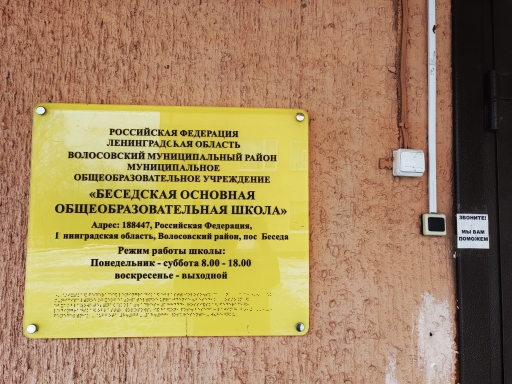 РОССИЙСКАЯ ФЕДЕРАЦИЯ
ЛЕНИНГРАДСКАЯ ОБЛАСТЬ
ВОЛОСОВСКИЙ МУНИЦИПАЛЬНЫЙ РАЙОН
МУНИЦИПАЛЬНОЕ
ОБЩЕОБРАЗОВАТЕЛЬНОЕ УЧРЕЖДЕНИЕ
«БЕСЕДСКАЯ ОСНОВНАЯ
ОБЩЕОБРАЗОВАТЕЛЬНАЯ ШКОЛА»
Адрес: 188447, Российская Федерация,
область, Волосовский район, пос Беседа
Режим работы школы:
Понедельник - суббота 8.00 - 18.00
воскресенье - выходной
ЗВОНИТЕ!
МЫ ВАМ
ПОМОЖЕМ